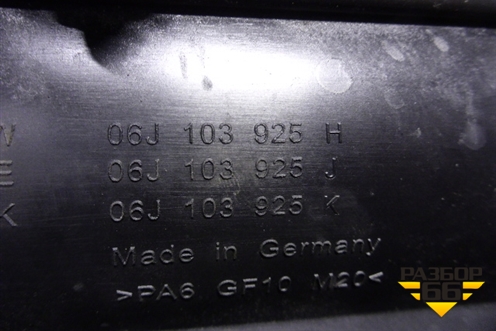 W 06J 103 925 H
E 06J 103 925 J
K 06J 103 925 K
Made in Germany
>PA6 GF10 M20<
РАЗБОР
66